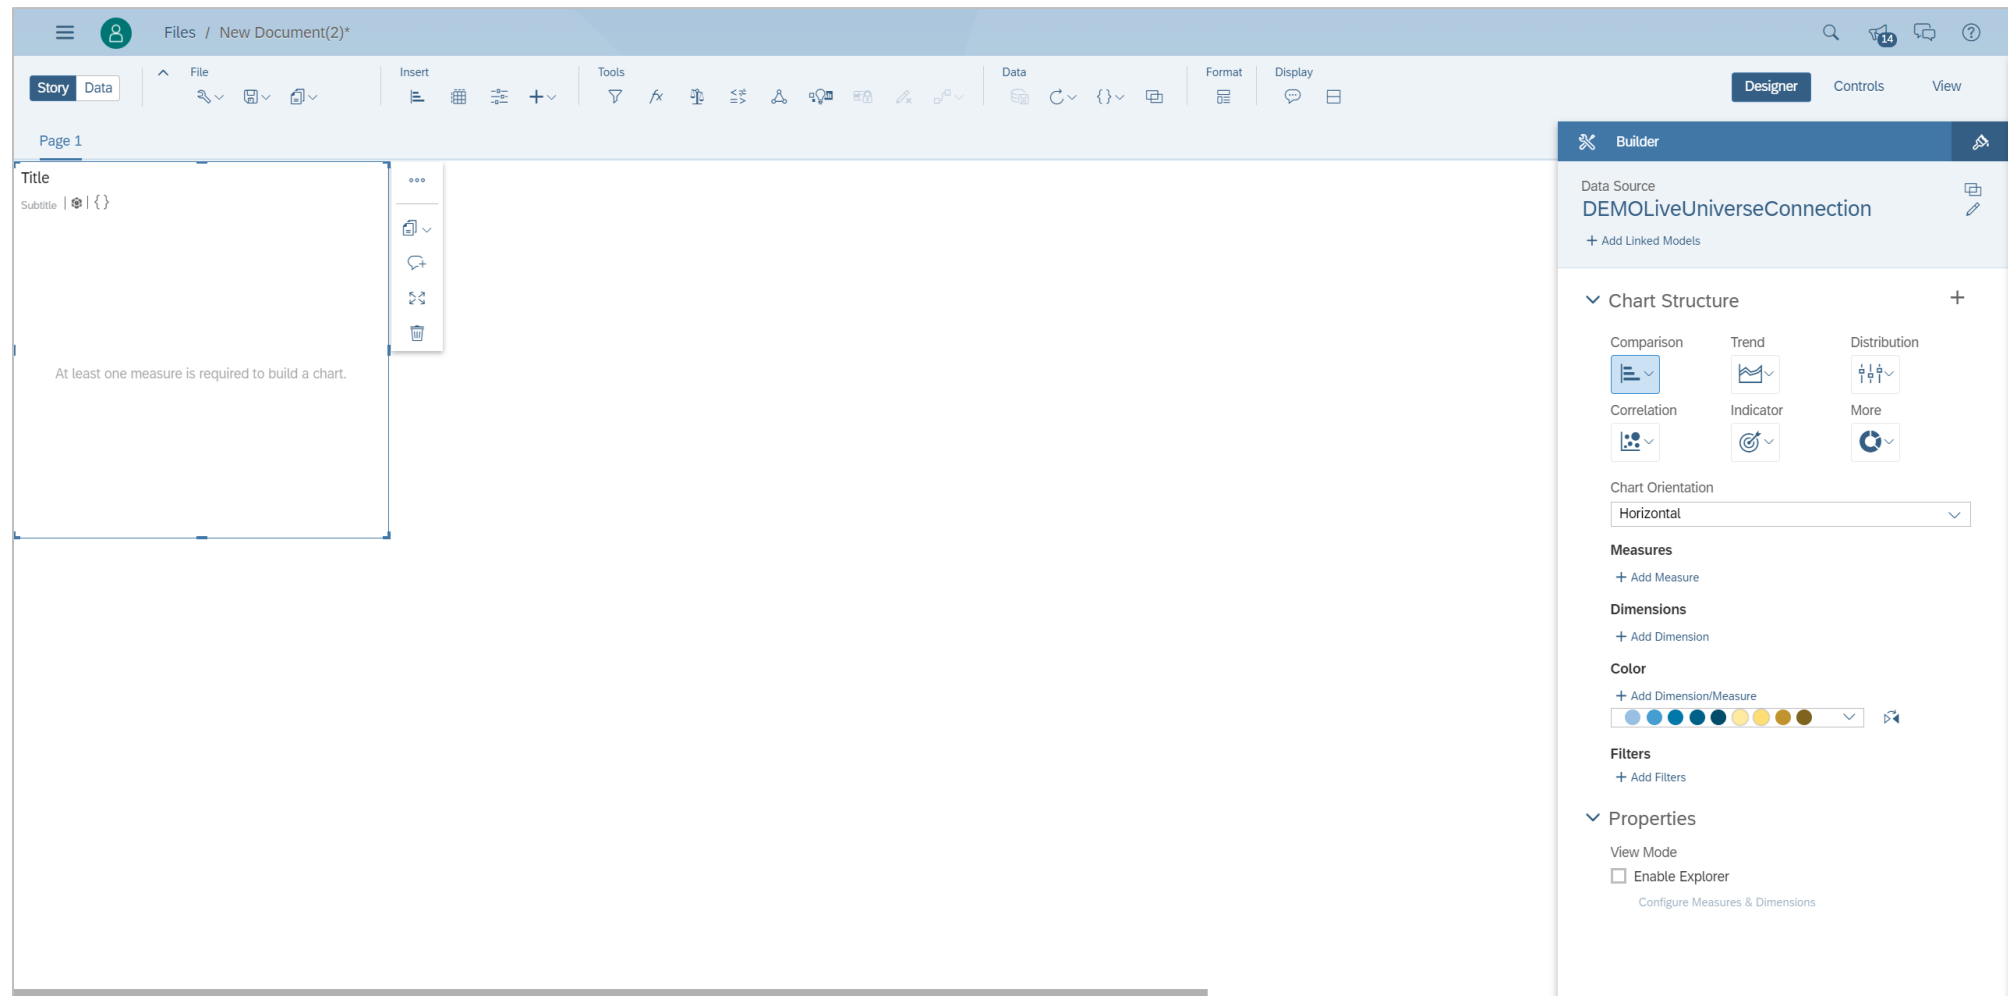 Files / New Document(2)*
14
Story Data
File
Insert
Tools
Data
Format
Display
Designer Controls View
Page 1
Title
Subtitle
At least one measure is required to build a chart.
Builder
Data Source
DEMOLiveUniverseConnection
+ Add Linked Models
Chart Structure
Comparison Trend Distribution
Correlation Indicator More
Chart Orientation
Horizontal
Measures
+ Add Measure
Dimensions
+ Add Dimension
Color
+ Add Dimension/Measure
Filters
+ Add Filters
Properties
View Mode
Enable Explorer
Configure Measures & Dimensions